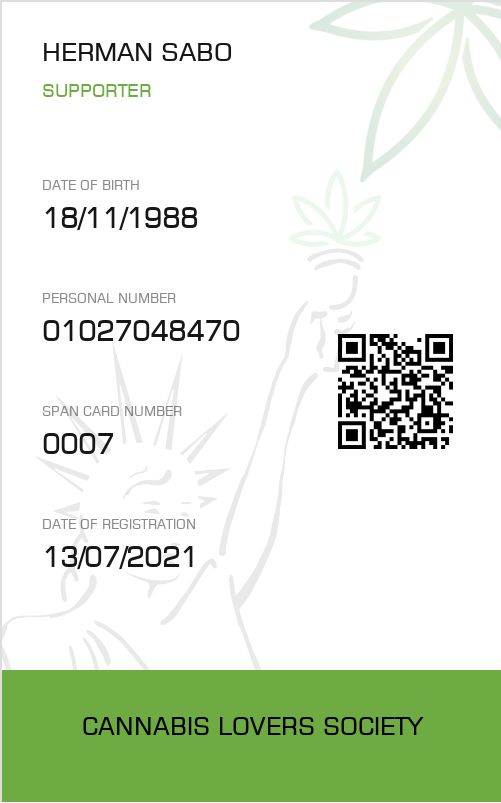 HERMAN SABO
SUPPORTER
DATE OF BIRTH
18/11/1988
PERSONAL NUMBER
01027048470
SPAN CARD NUMBER
0007
DATE OF REGISTRATION
13/07/2021
CANNABIS LOVERS SOCIETY